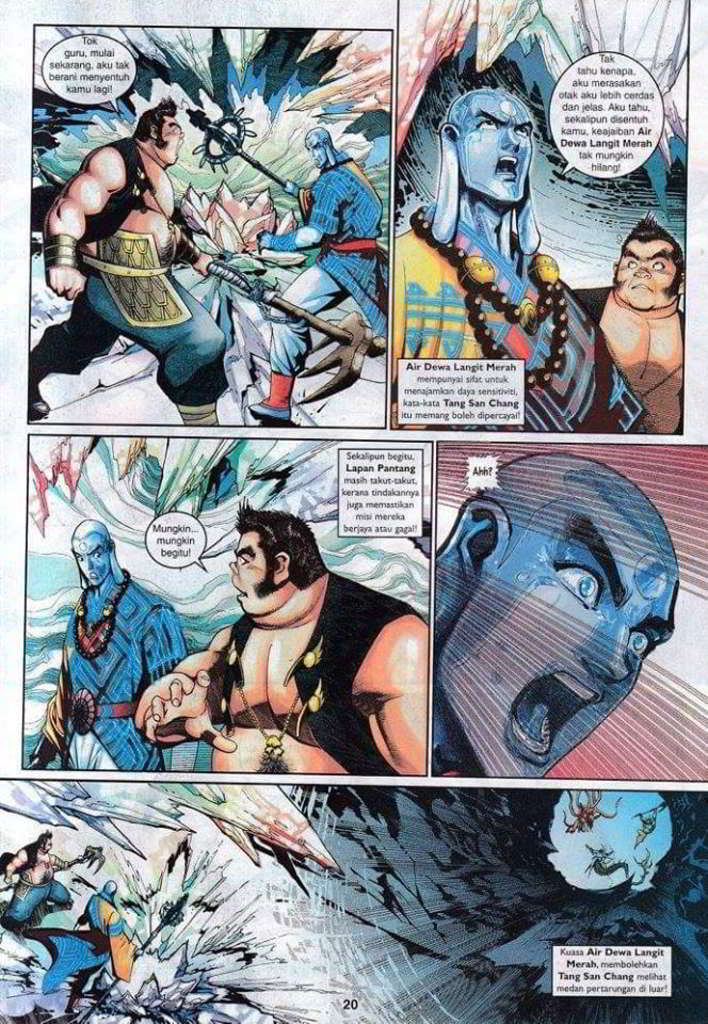 Tok
guru, mulai
sekarang, aku tak
berani menyentuh
kamu lagi!
Tak
tahu kenapa,
aku merasakan
otak aku lebih cerdas
dan jelas. Aku tahu,
sekalipun disentuh
kamu, keajaiban Air
Dewa Langit Merah
tak mungkin
hilang!
Air Dewa Langit Merah
mempunyai sifat untuk
menajamkan daya sensitiviti,
kata-kata Tang San Chang
itu memang boleh dipercayai!
Mungkin...
mungkin
begitu!
Sekalipun begitu,
Lapan Pantang
masih takut-takut,
kerana tindakannya
juga memastikan
misi mereka
berjaya atau gagal!
Ahh?
Kuasa Air Dewa Langit
Merah, membolehkan
Tang San Chang melihat
medan pertarungan di luar!
20